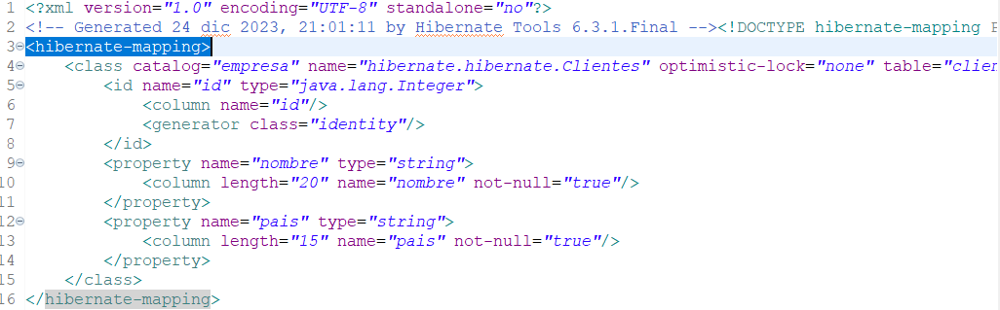 1 <?xml version="1.0" encoding="UTF-8" standalone="no"?>
2 <!-- Generated 24 dic 2023, 21:01:11 by Hibernate Tools 6.3.1.Final --><!DOCTYPE hibernate-mapping
3 <hibernate-mapping>
4     <class catalog="empresa" name="hibernate.hibernate.Clientes" optimistic-lock="none" table="clien
5         <id name="id" type="java.lang.Integer">
6             <column name="id"/>
7             <generator class="identity"/>
8         </id>
9         <property name="nombre" type="string">
10             <column length="20" name="nombre" not-null="true"/>
11         </property>
12         <property name="pais" type="string">
13             <column length="15" name="pais" not-null="true"/>
14         </property>
15     </class>
16 </hibernate-mapping>